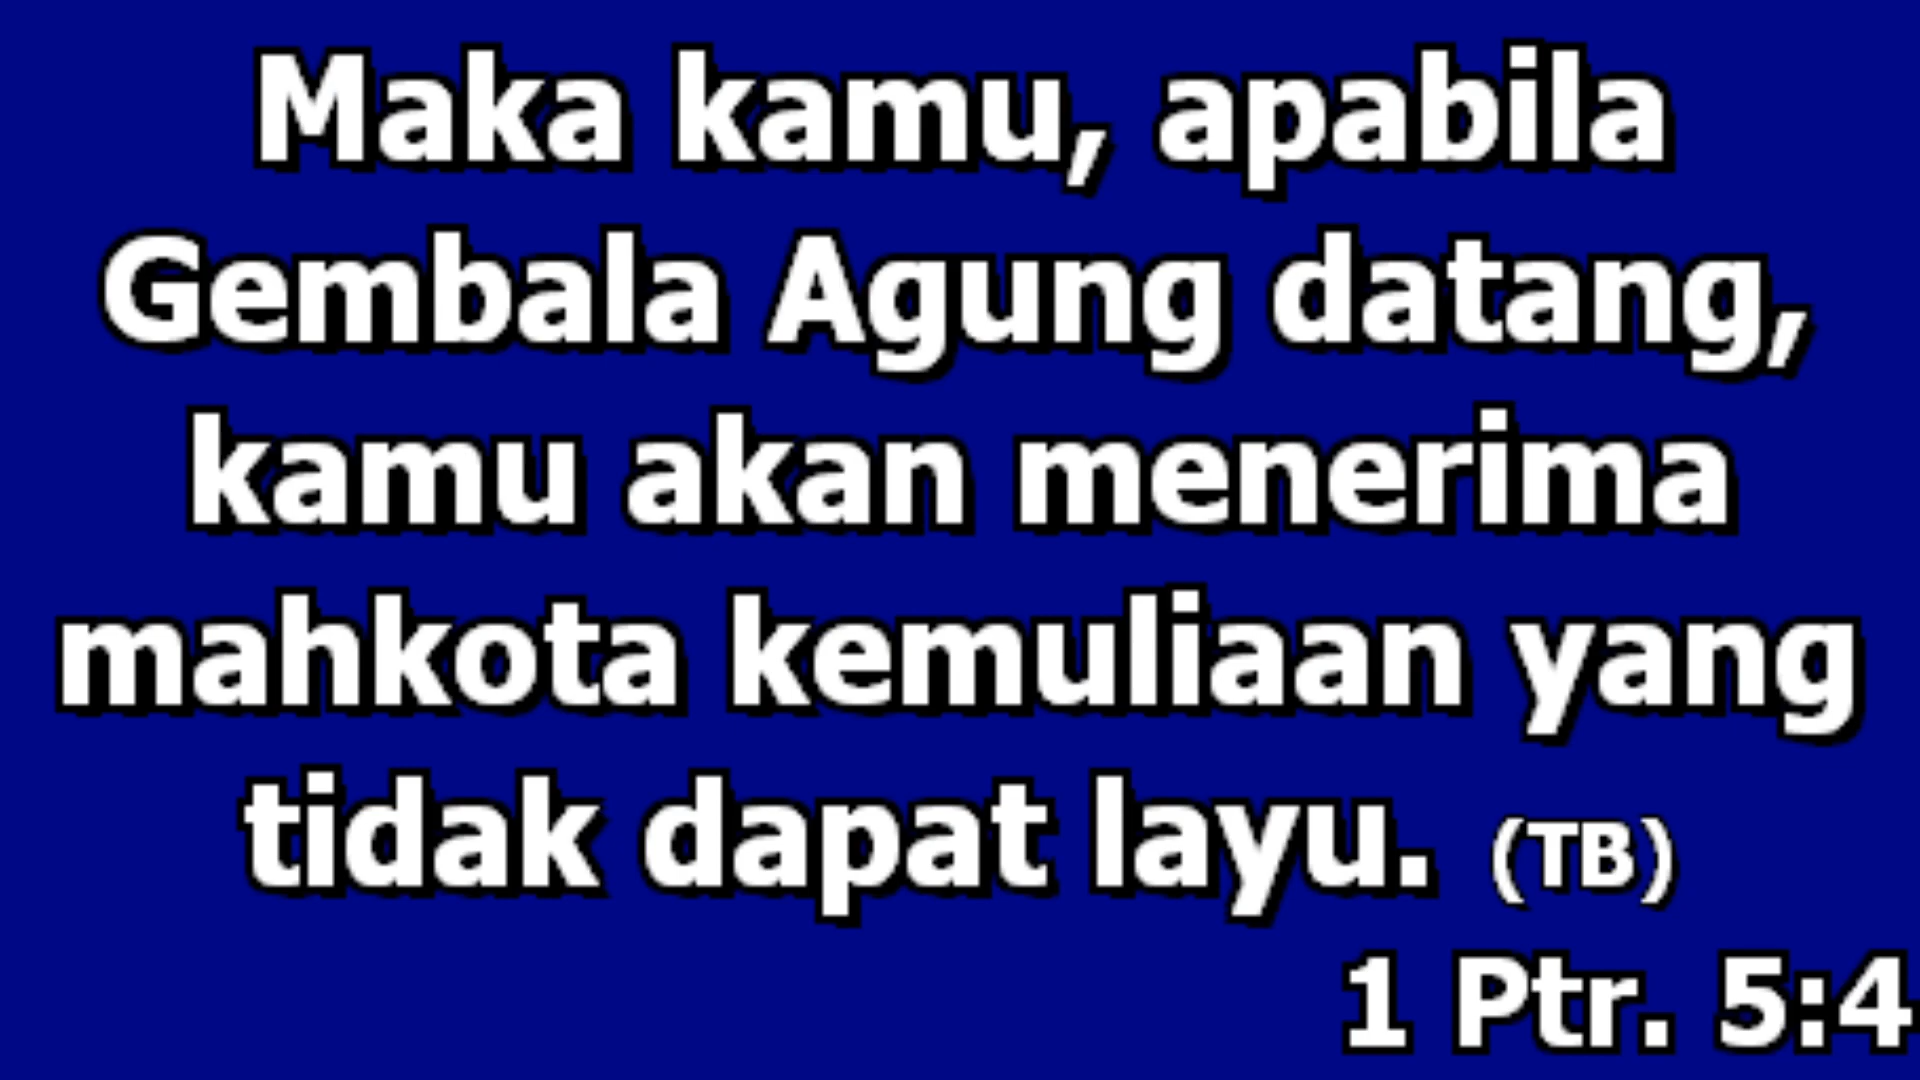 Maka kamu, apabila
Gembala Agung datang,
kamu akan menerima
mahkota kemuliaan yang
tidak dapat layu. (TB)
1 Ptr. 5:4